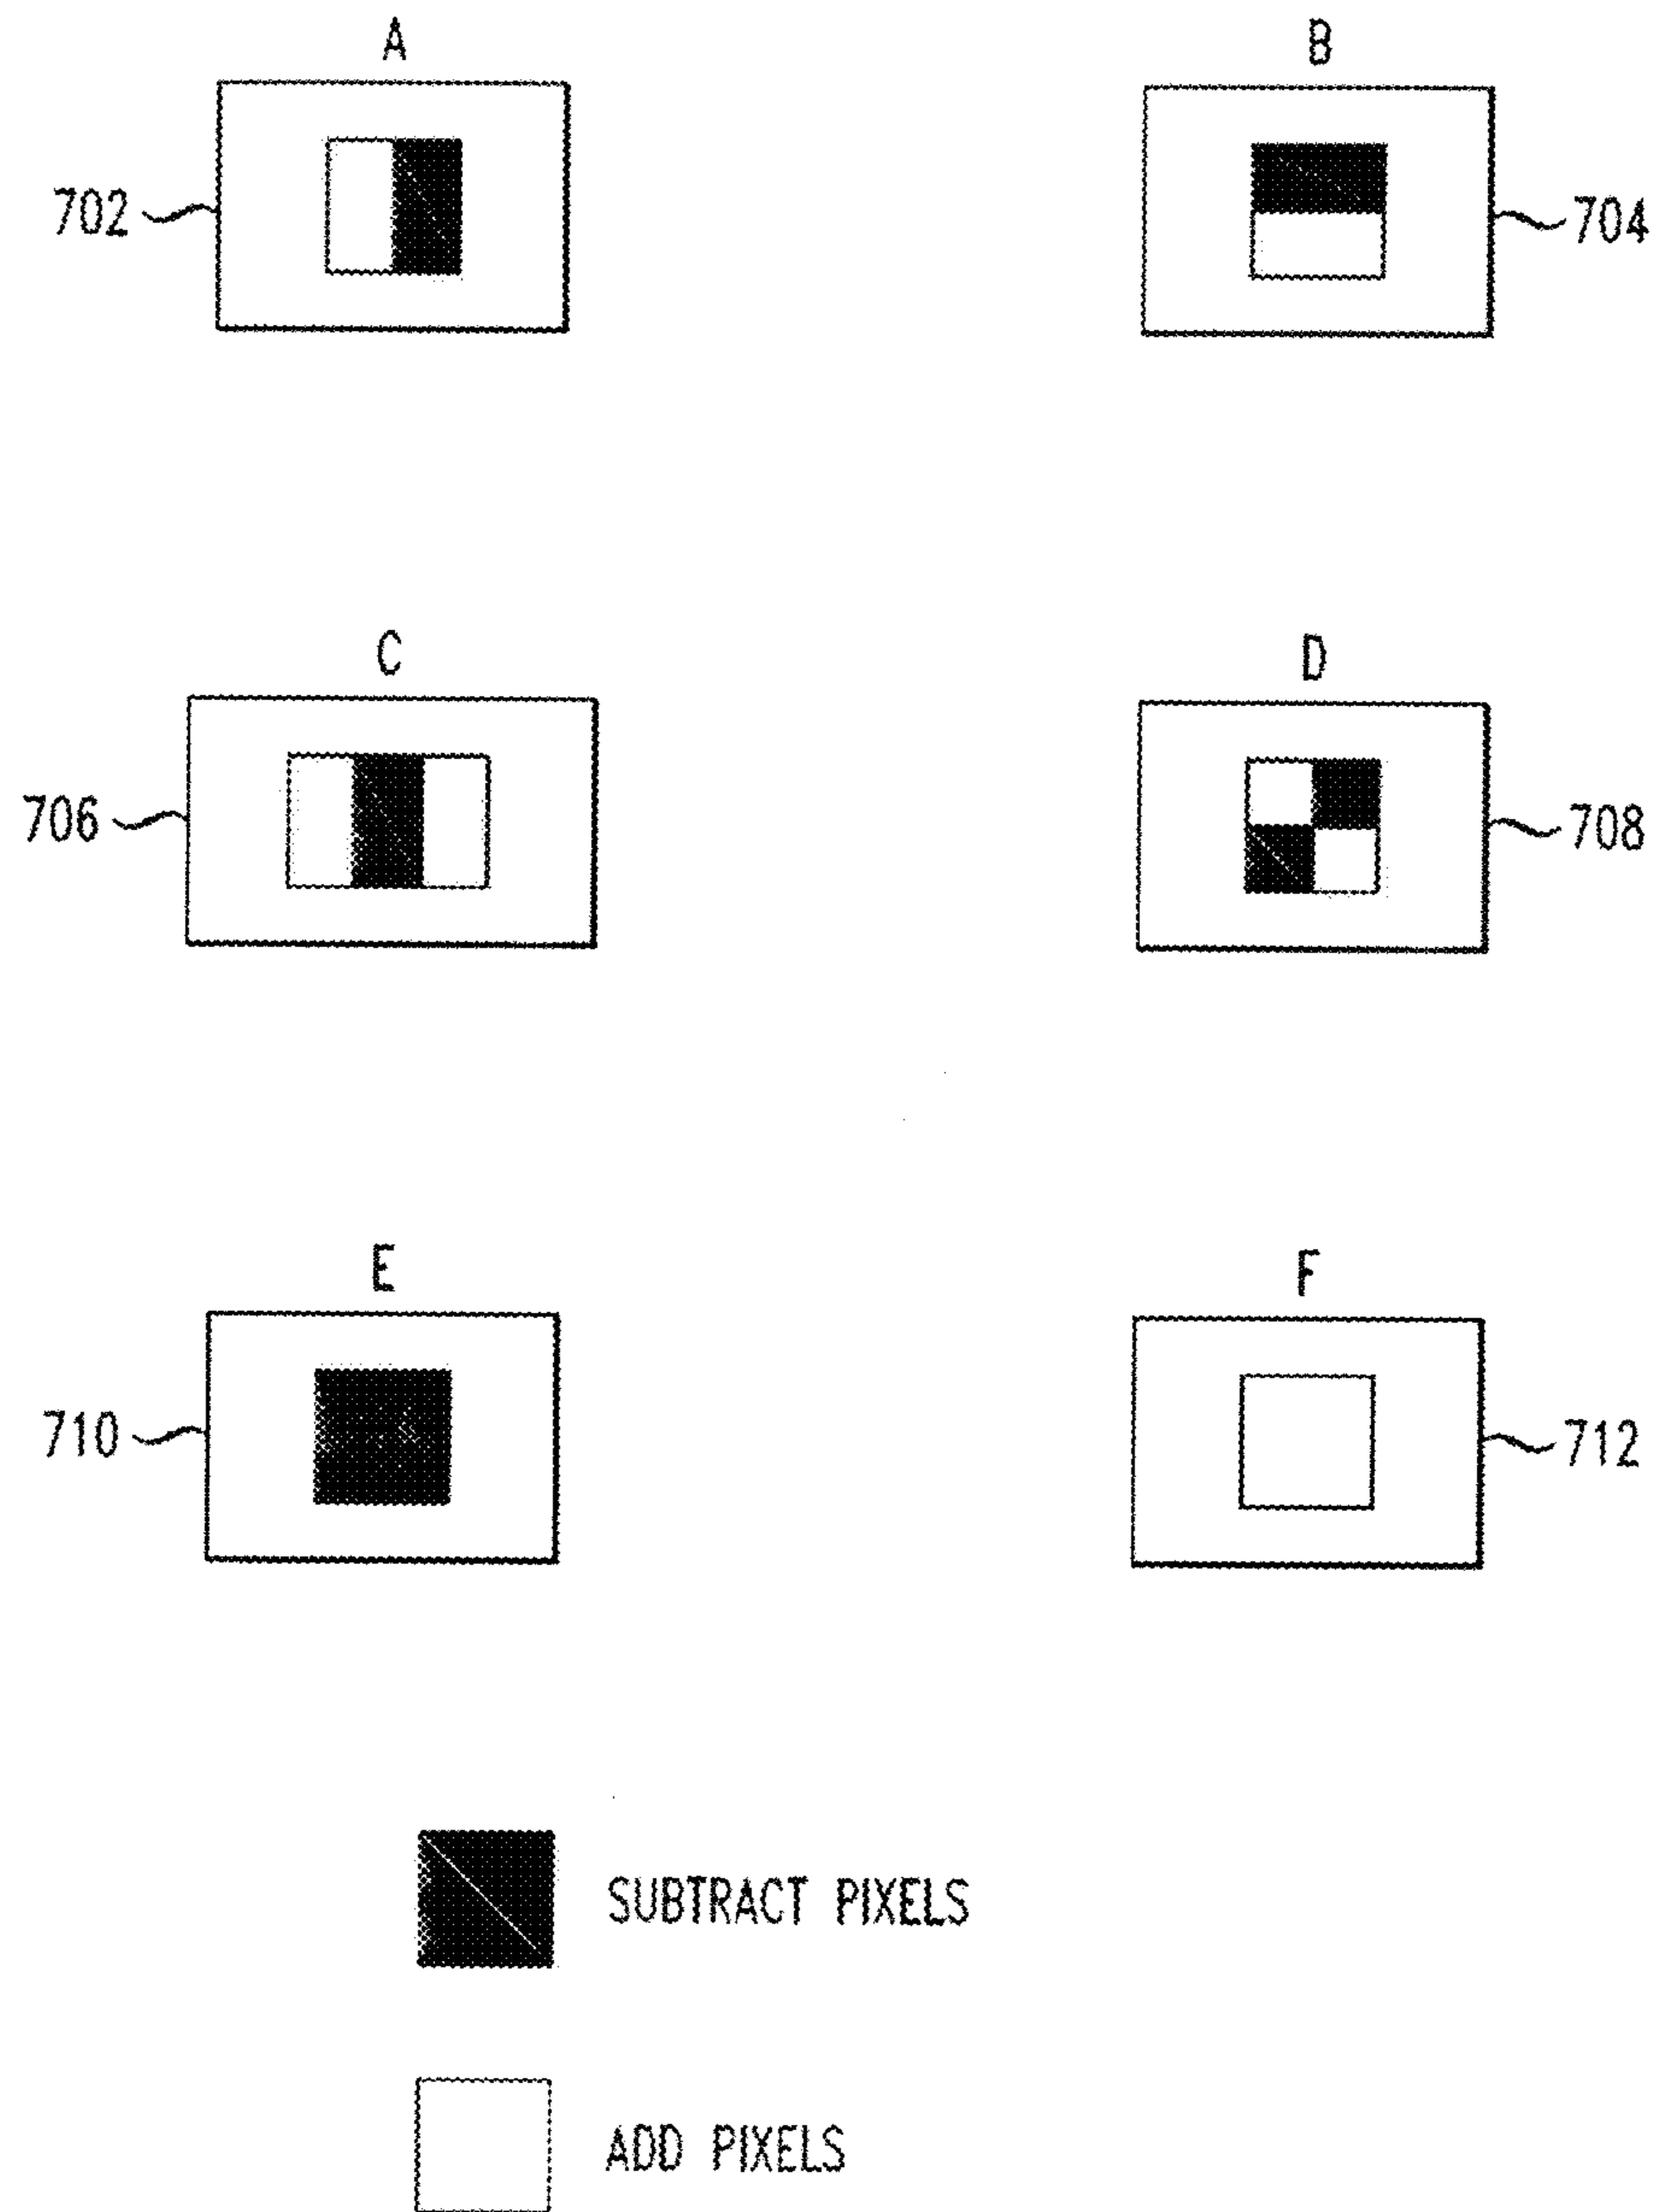 A
B
702
704
C
D
706
708
E
F
710
712
SUBTRACT PIXELS
ADD PIXELS